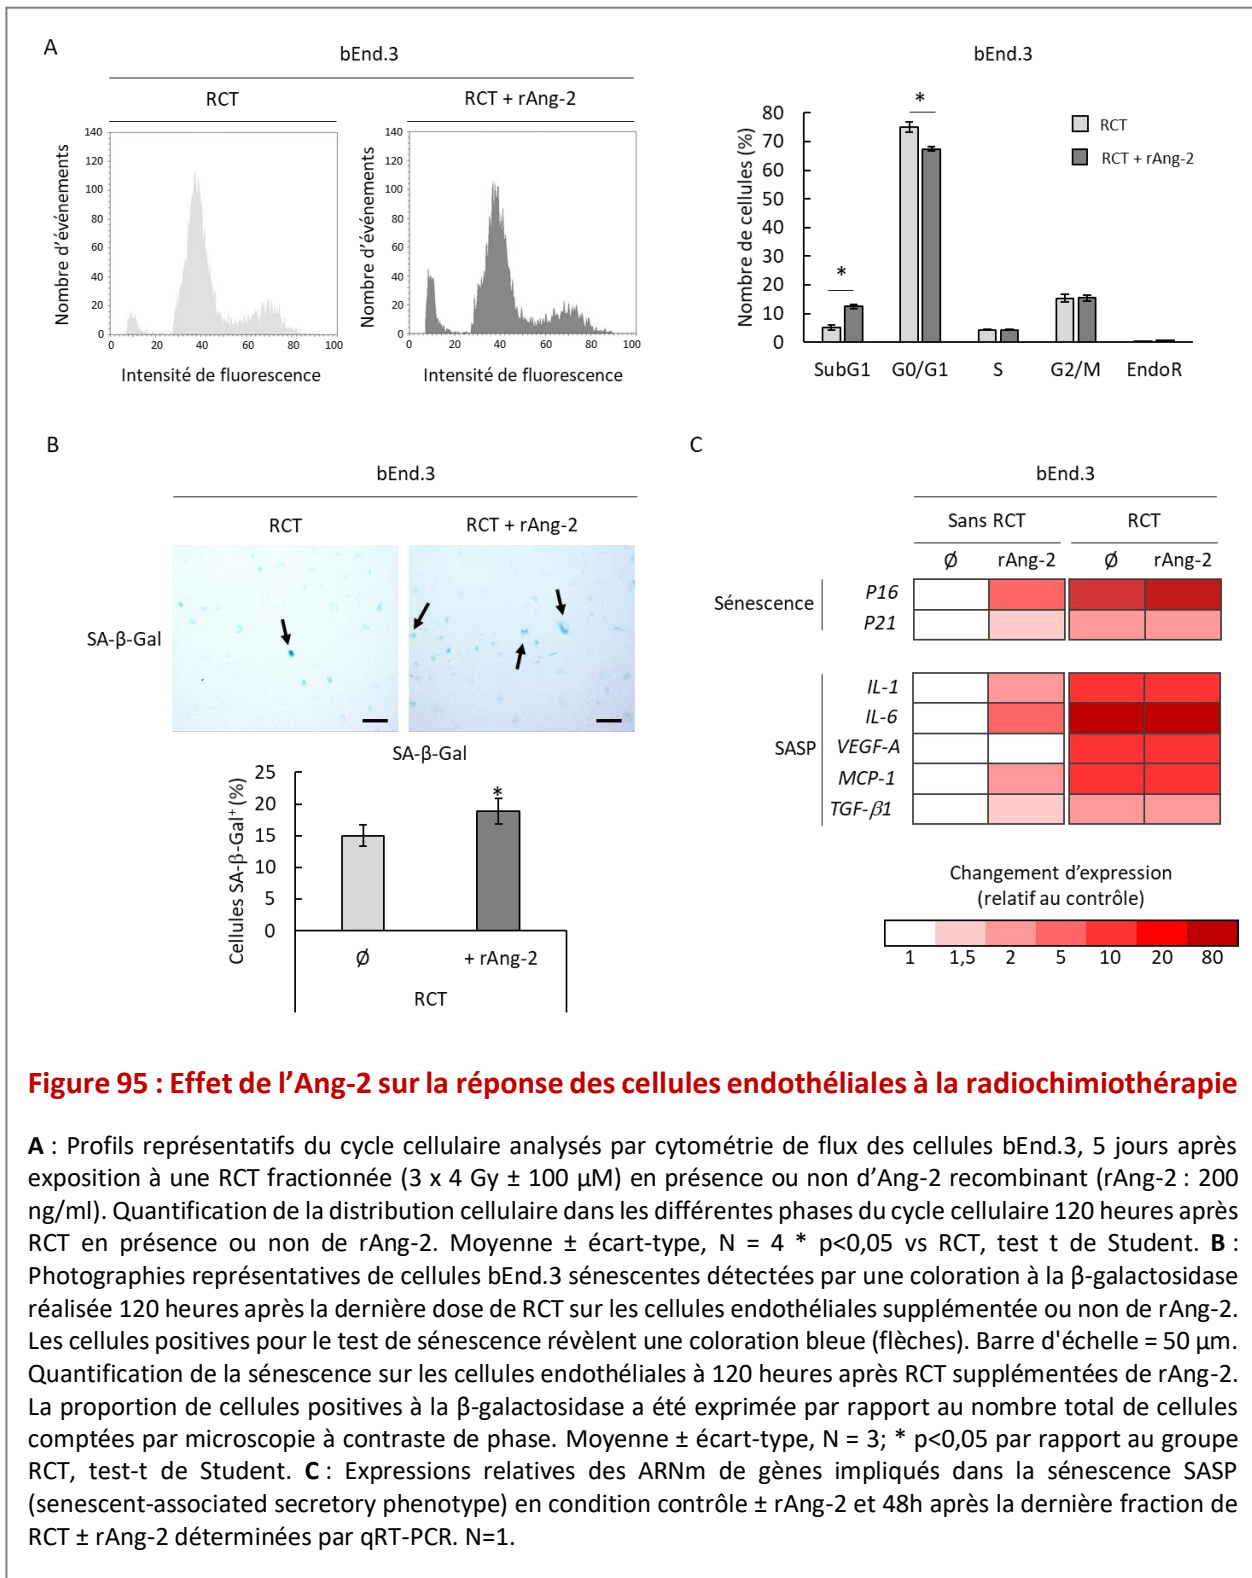 A
bEnd.3
RCT
RCT + rAng-2
Nombre d'événements
140
120
100
80
60
40
20
0
0 20 40 60 80 100
Intensité de fluorescence
Nombre d'événements
140
120
100
80
60
40
20
0
0 20 40 60 80 100
Intensité de fluorescence
bEnd.3
Nombre de cellules (%)
80
70
60
50
40
30
20
10
0
*
*
RCT
RCT + rAng-2
SubG1 G0/G1 S G2/M EndoR
B
bEnd.3
RCT
RCT + rAng-2
SA-β-Gal
SA-β-Gal
Cellules SA-β-Gal⁺ (%)
25
20
15
10
5
0
*
Ø + rAng-2
RCT
C
bEnd.3
Sans RCT RCT
Ø rAng-2 Ø rAng-2
Sénescence
P16
P21
SASP
IL-1
IL-6
VEGF-A
MCP-1
TGF-β1
Changement d'expression
(relatif au contrôle)
1 1,5 2 5 10 20 80
Figure 95 : Effet de l'Ang-2 sur la réponse des cellules endothéliales à la radiochimiothérapie
A : Profils représentatifs du cycle cellulaire analysés par cytométrie de flux des cellules bEnd.3, 5 jours après
exposition à une RCT fractionnée (3 x 4 Gy ± 100 µM) en présence ou non d'Ang-2 recombinant (rAng-2 : 200
ng/ml). Quantification de la distribution cellulaire dans les différentes phases du cycle cellulaire 120 heures après
RCT en présence ou non de rAng-2. Moyenne ± écart-type, N = 4 * p<0,05 vs RCT, test t de Student. B :
Photographies représentatives de cellules bEnd.3 sénescentes détectées par une coloration à la β-galactosidase
réalisée 120 heures après la dernière dose de RCT sur les cellules endothéliales supplémentée ou non de rAng-2.
Les cellules positives pour le test de sénescence révèlent une coloration bleue (flèches). Barre d'échelle = 50 µm.
Quantification de la sénescence sur les cellules endothéliales à 120 heures après RCT supplémentées de rAng-2.
La proportion de cellules positives à la β-galactosidase a été exprimée par rapport au nombre total de cellules
comptées par microscopie à contraste de phase. Moyenne ± écart-type, N = 3; * p<0,05 par rapport au groupe
RCT, test-t de Student. C : Expressions relatives des ARNm de gènes impliqués dans la sénescence SASP
(senescent-associated secretory phenotype) en condition contrôle ± rAng-2 et 48h après la dernière fraction de
RCT ± rAng-2 déterminées par qRT-PCR. N=1.